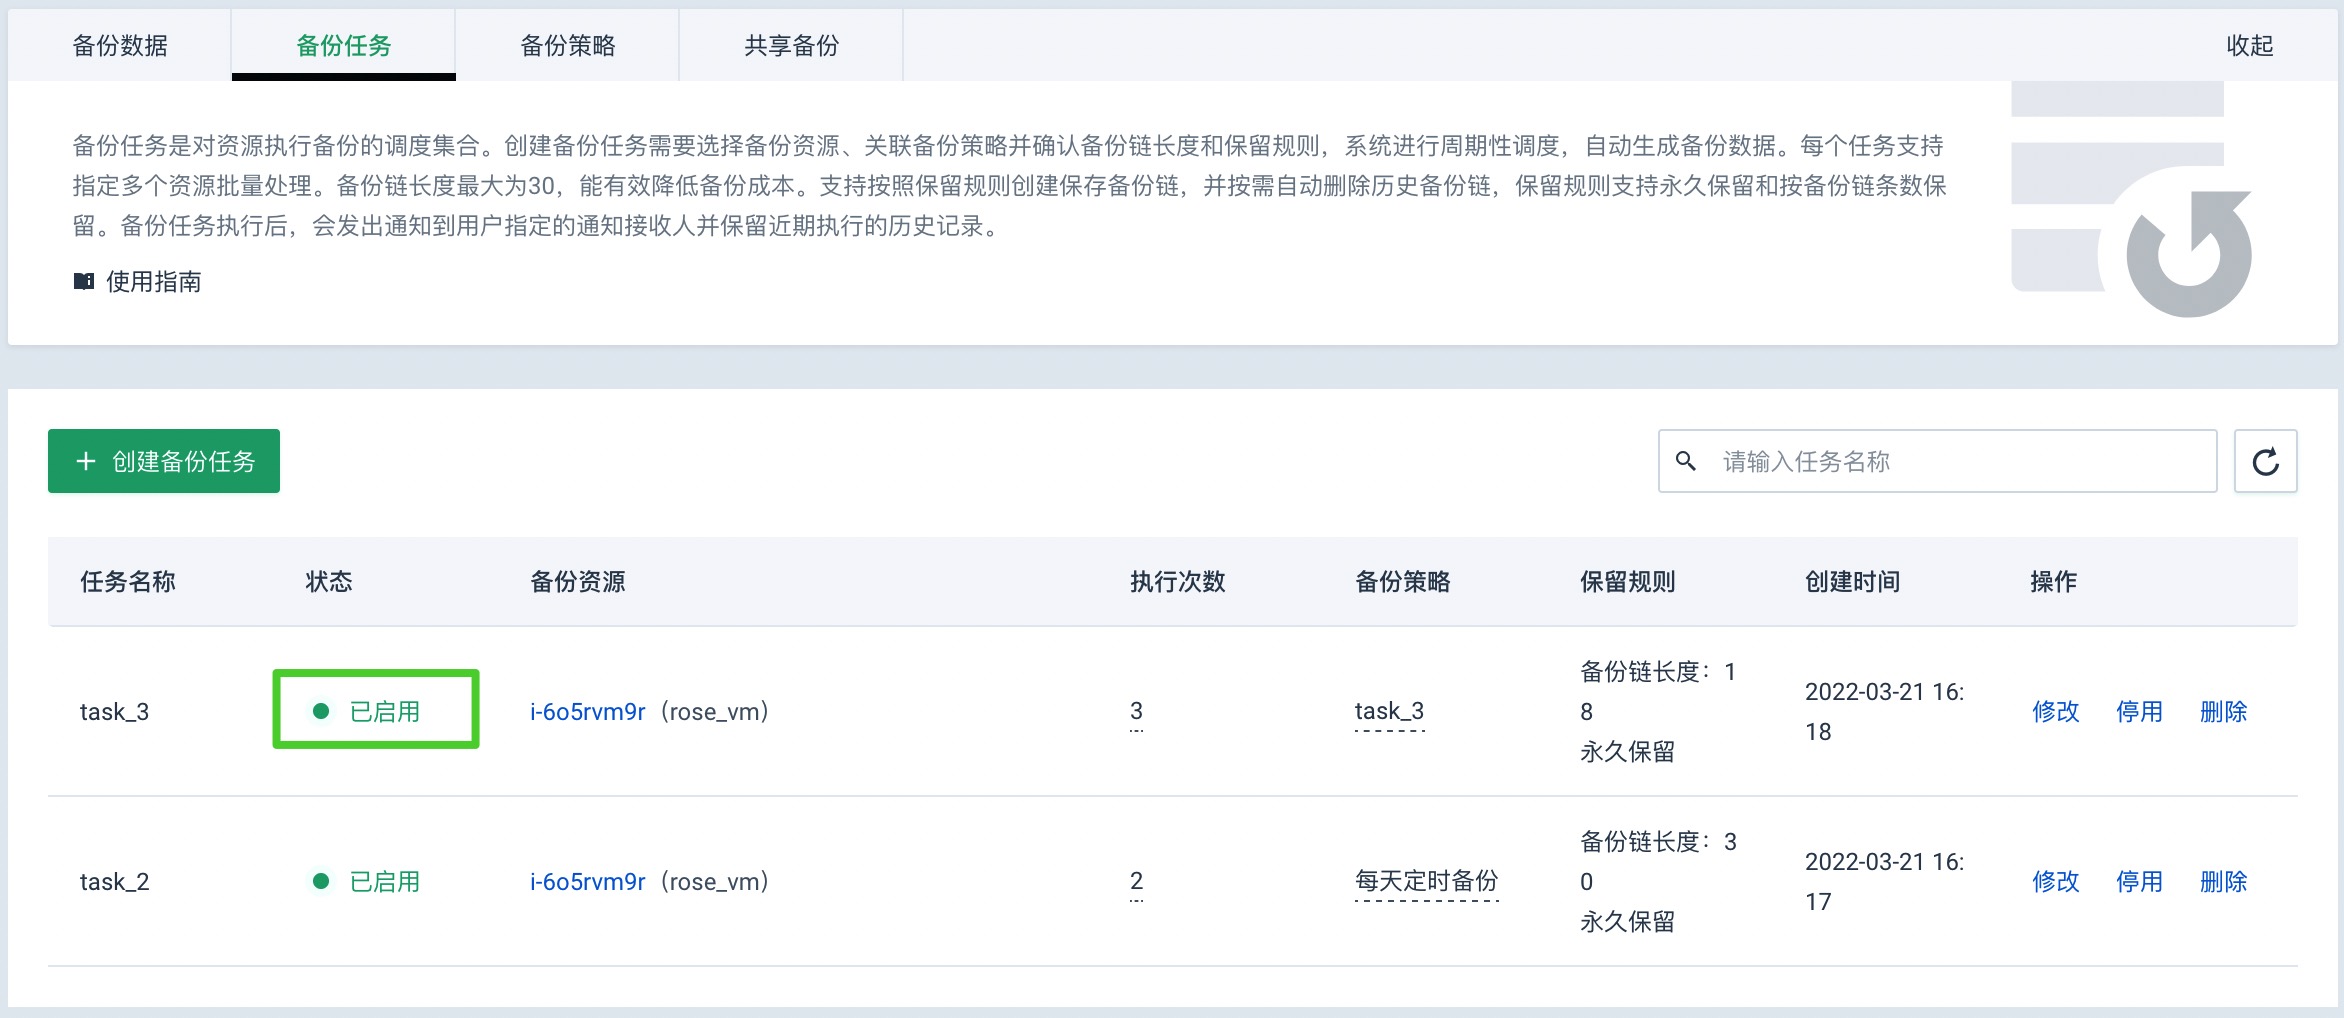 备份数据
备份任务
备份策略
共享备份
收起
备份任务是对资源执行备份的调度集合。创建备份任务需要选择备份资源、关联备份策略并确认备份链长度和保留规则，系统进行周期性调度，自动生成备份数据。每个任务支持
指定多个资源批量处理。备份链长度最大为30，能有效降低备份成本。支持按照保留规则创建保存备份链，并按需自动删除历史备份链，保留规则支持永久保留和按备份链条数保
留。备份任务执行后，会发出通知到用户指定的通知接收人并保留近期执行的历史记录。
使用指南
+ 创建备份任务
请输入任务名称
任务名称 状态 备份资源 执行次数 备份策略 保留规则 创建时间 操作
task_3
已启用
i-6o5rvm9r（rose_vm）
3
task_3
备份链长度：1
8
永久保留
2022-03-21 16:
18
修改 停用 删除
task_2
已启用
i-6o5rvm9r（rose_vm）
2
每天定时备份
备份链长度：3
0
永久保留
2022-03-21 16:
17
修改 停用 删除